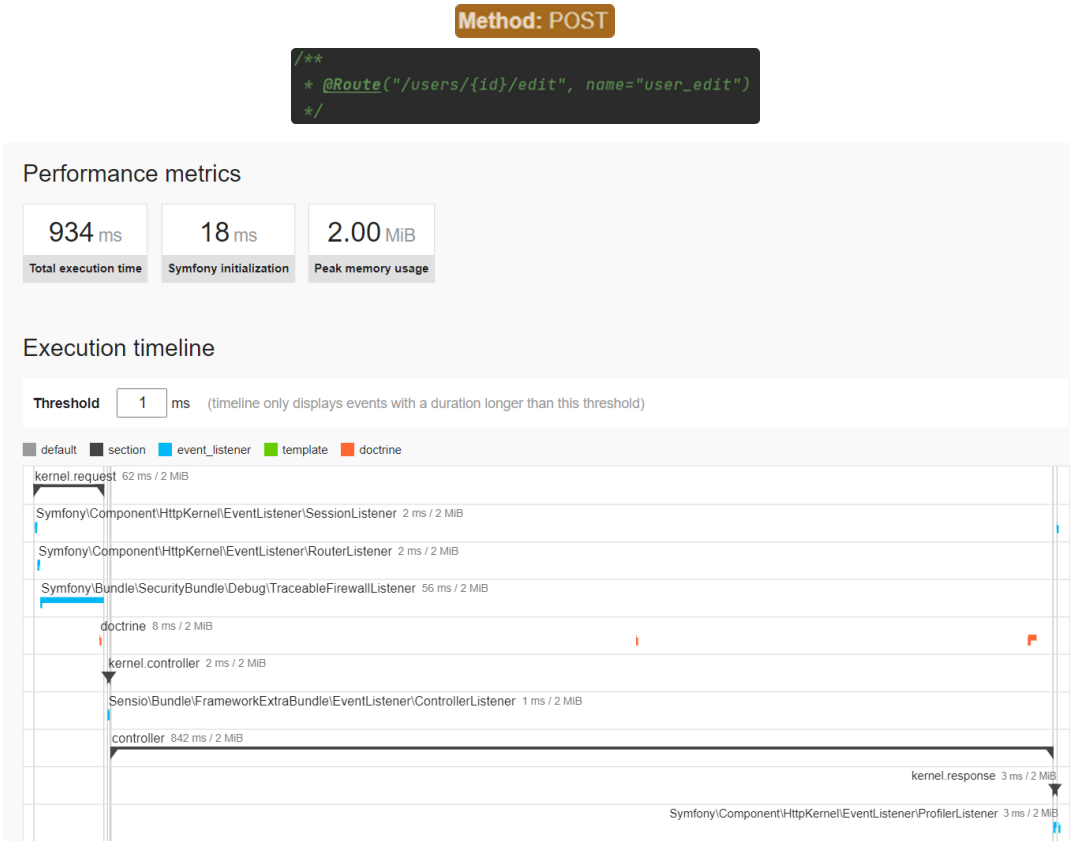 Method: POST
/**
* @Route("/users/{id}/edit", name="user_edit")
*/
Performance metrics
934 ms 18 ms 2.00 MiB
Total execution time Symfony initialization Peak memory usage
Execution timeline
Threshold 1 ms (timeline only displays events with a duration longer than this threshold)
default section event_listener template doctrine
kernel.request 62 ms / 2 MiB
Symfony\Component\HttpKernel\EventListener\SessionListener 2 ms / 2 MiB
Symfony\Component\HttpKernel\EventListener\RouterListener 2 ms / 2 MiB
Symfony\Bundle\SecurityBundle\Debug\TraceableFirewallListener 56 ms / 2 MiB
doctrine 8 ms / 2 MiB
kernel.controller 2 ms / 2 MiB
Sensio\Bundle\FrameworkExtraBundle\EventListener\ControllerListener 1 ms / 2 MiB
controller 842 ms / 2 MiB
kernel.response 3 ms / 2 MiB
Symfony\Component\HttpKernel\EventListener\ProfilerListener 3 ms / 2 MiB